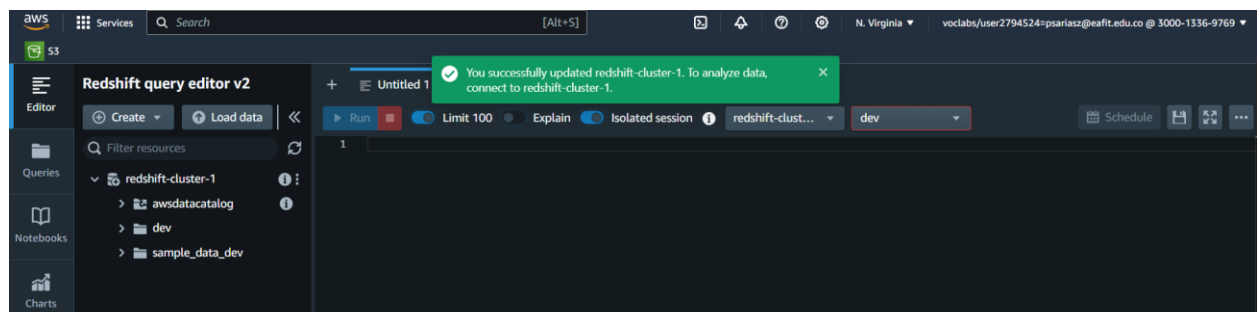 aws Services Search [Alt+S] N. Virginia voclabs/user2794524=psariasz@eafit.edu.co @ 3000-1336-9769
S3
Redshift query editor v2
Untitled 1
You successfully updated redshift-cluster-1. To analyze data,
connect to redshift-cluster-1.
Editor
Create Load data
Run Limit 100 Explain Isolated session redshift-clust... dev Schedule
Filter resources
1
Queries
redshift-cluster-1
awsdatacatalog
dev
sample_data_dev
Notebooks
Charts